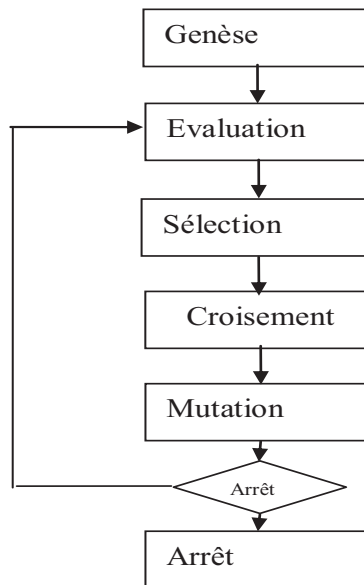 Genèse
Evaluation
Sélection
Croisement
Mutation
Arrêt
Arrêt